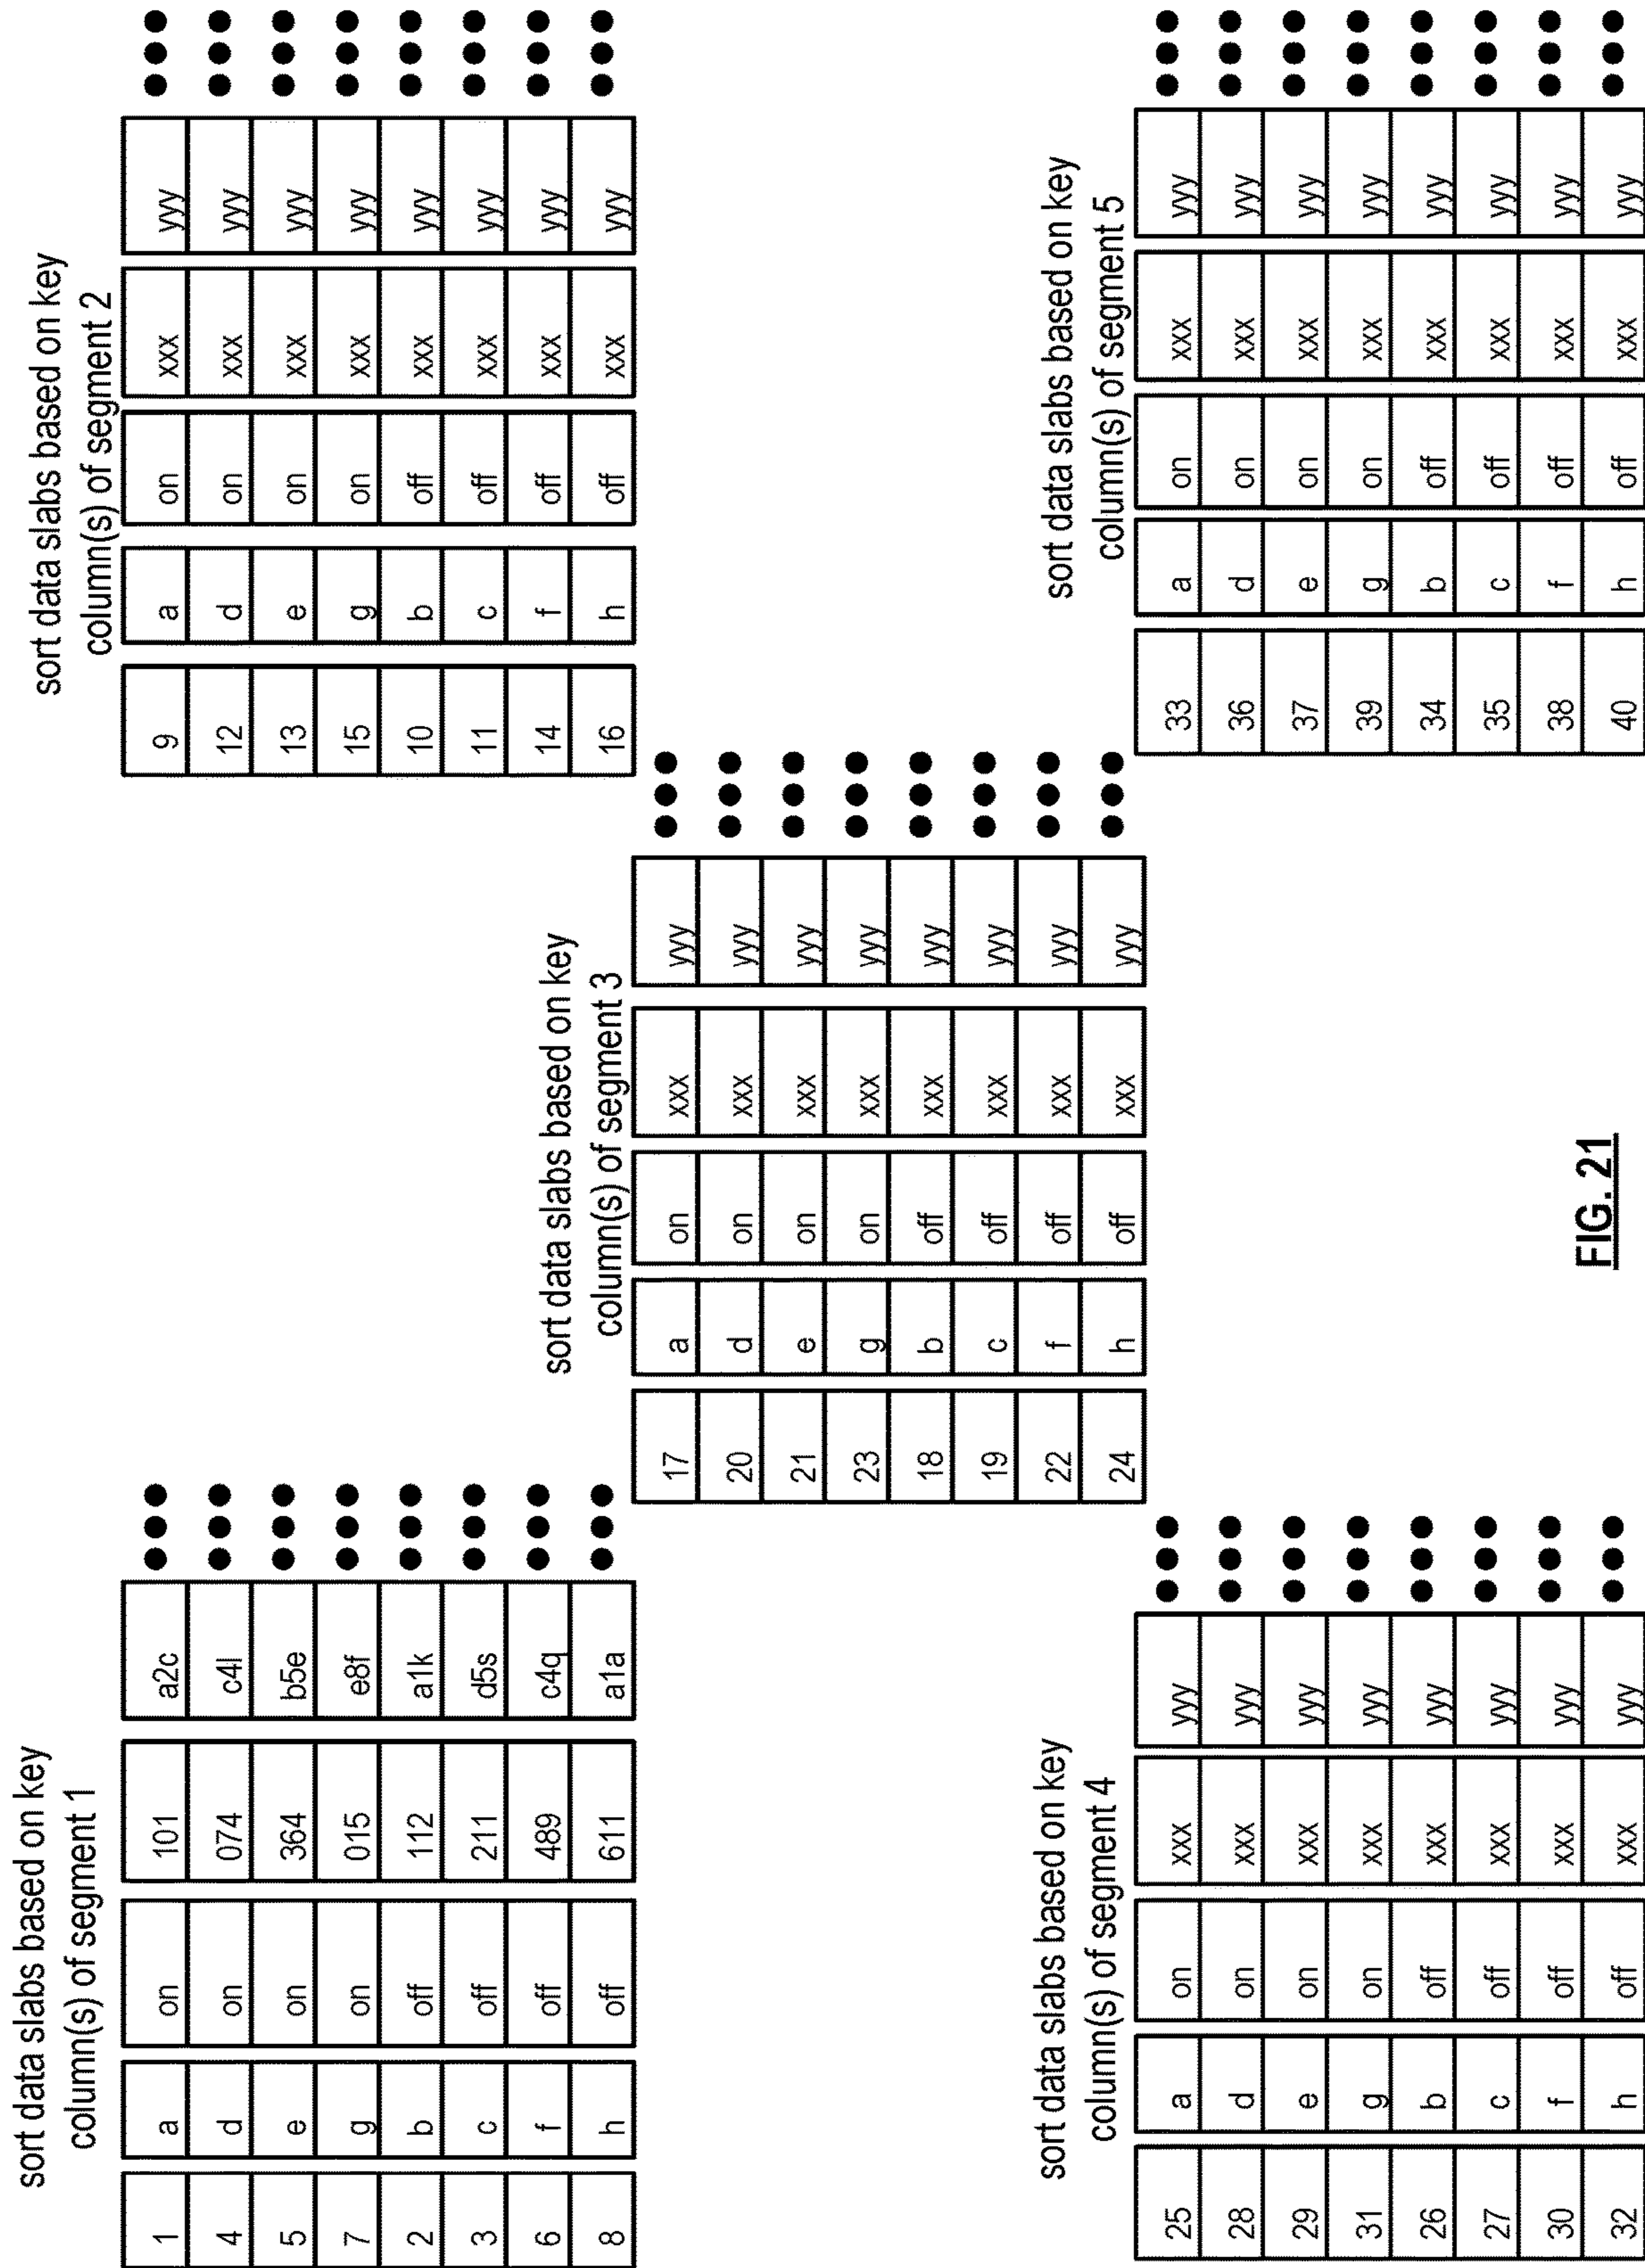 sort data slabs based on key
column(s) of segment 1
1 a on 101 a2c
4 d on 074 c4l
5 e on 364 b5e
7 g on 015 e8f
2 b off 112 a1k
3 c off 211 d5s
6 f off 489 c4q
8 h off 611 a1a
sort data slabs based on key
column(s) of segment 2
9 a on xxx yyy
12 d on xxx yyy
13 e on xxx yyy
15 g on xxx yyy
10 b off xxx yyy
11 c off xxx yyy
14 f off xxx yyy
16 h off xxx yyy
sort data slabs based on key
column(s) of segment 3
17 a on xxx yyy
20 d on xxx yyy
21 e on xxx yyy
23 g on xxx yyy
18 b off xxx yyy
19 c off xxx yyy
22 f off xxx yyy
24 h off xxx yyy
sort data slabs based on key
column(s) of segment 4
25 a on xxx yyy
28 d on xxx yyy
29 e on xxx yyy
31 g on xxx yyy
26 b off xxx yyy
27 c off xxx yyy
30 f off xxx yyy
32 h off xxx yyy
sort data slabs based on key
column(s) of segment 5
33 a on xxx yyy
36 d on xxx yyy
37 e on xxx yyy
39 g on xxx yyy
34 b off xxx yyy
35 c off xxx yyy
38 f off xxx yyy
40 h off xxx yyy
FIG. 21